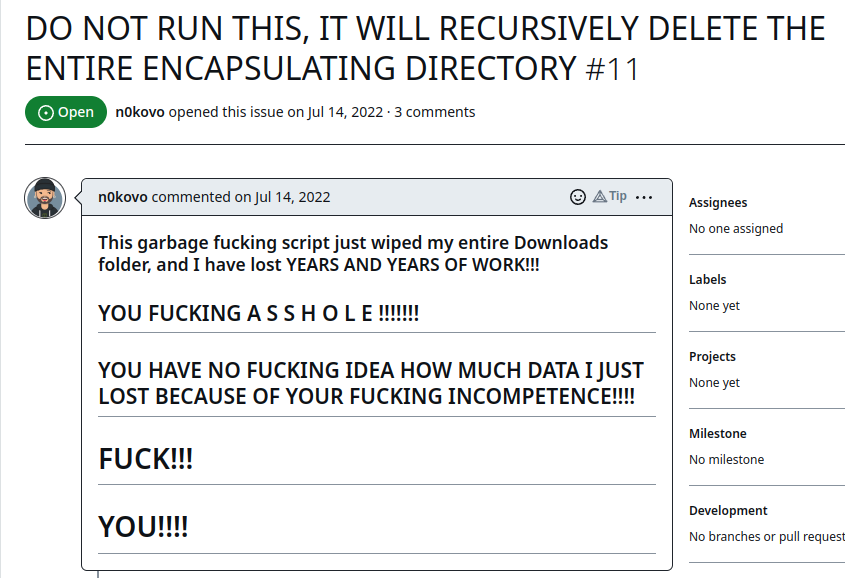 DO NOT RUN THIS, IT WILL RECURSIVELY DELETE THE
ENTIRE ENCAPSULATING DIRECTORY #11
Open n0kovo opened this issue on Jul 14, 2022 · 3 comments
n0kovo commented on Jul 14, 2022 Tip ···
This garbage fucking script just wiped my entire Downloads
folder, and I have lost YEARS AND YEARS OF WORK!!!
YOU FUCKING A S S H O L E !!!!!!!
YOU HAVE NO FUCKING IDEA HOW MUCH DATA I JUST
LOST BECAUSE OF YOUR FUCKING INCOMPETENCE!!!!
FUCK!!!
YOU!!!!
Assignees
No one assigned
Labels
None yet
Projects
None yet
Milestone
No milestone
Development
No branches or pull request